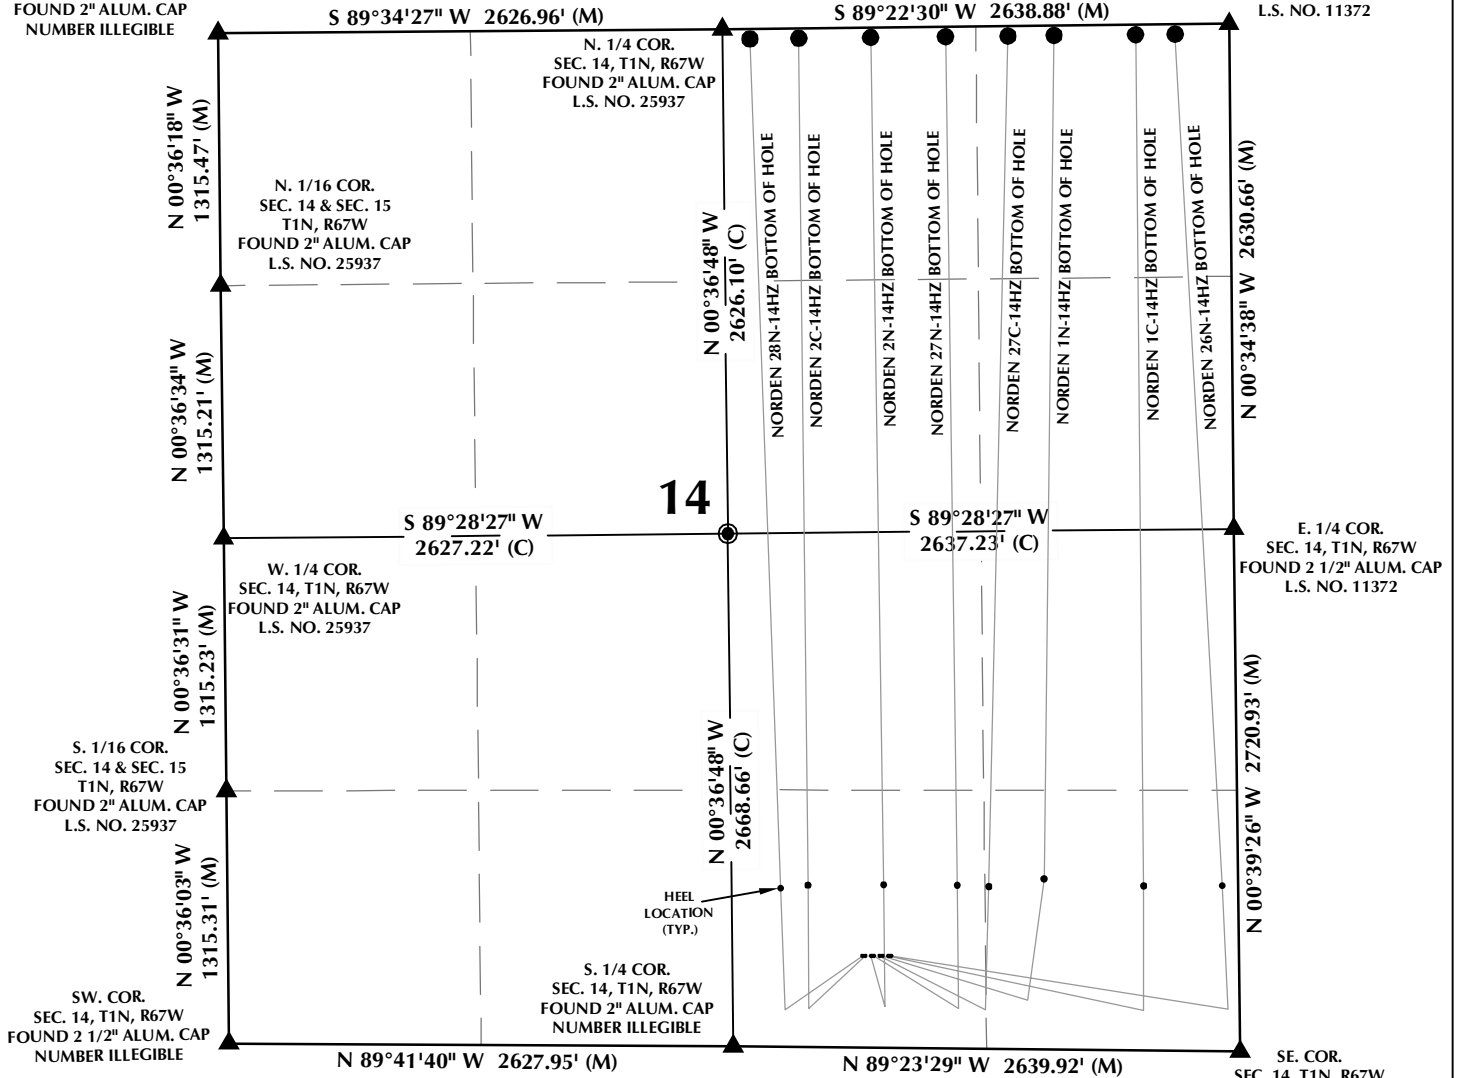 FOUND 2" ALUM. CAP
NUMBER ILLEGIBLE
S 89°34'27" W 2626.96' (M)
S 89°22'30" W 2638.88' (M)
L.S. NO. 11372
N. 1/4 COR.
SEC. 14, T1N, R67W
FOUND 2" ALUM. CAP
L.S. NO. 25937
N 00°36'18" W
1315.47' (M)
N. 1/16 COR.
SEC. 14 & SEC. 15
T1N, R67W
FOUND 2" ALUM. CAP
L.S. NO. 25937
N 00°36'48" W
2626.10' (C)
NORDEN 28N-14HZ BOTTOM OF HOLE
NORDEN 2C-14HZ BOTTOM OF HOLE
NORDEN 2N-14HZ BOTTOM OF HOLE
NORDEN 27N-14HZ BOTTOM OF HOLE
NORDEN 27C-14HZ BOTTOM OF HOLE
NORDEN 1N-14HZ BOTTOM OF HOLE
NORDEN 1C-14HZ BOTTOM OF HOLE
NORDEN 26N-14HZ BOTTOM OF HOLE
N 00°34'38" W 2630.66' (M)
N 00°36'34" W
1315.21' (M)
14
S 89°28'27" W
2627.22' (C)
S 89°28'27" W
2637.23' (C)
E. 1/4 COR.
SEC. 14, T1N, R67W
FOUND 2 1/2" ALUM. CAP
L.S. NO. 11372
W. 1/4 COR.
SEC. 14, T1N, R67W
FOUND 2" ALUM. CAP
L.S. NO. 25937
N 00°36'31" W
1315.23' (M)
S. 1/16 COR.
SEC. 14 & SEC. 15
T1N, R67W
FOUND 2" ALUM. CAP
L.S. NO. 25937
N 00°36'48" W
2668.66' (C)
N 00°39'26" W 2720.93' (M)
N 00°36'03" W
1315.31' (M)
HEEL
LOCATION
(TYP.)
S. 1/4 COR.
SEC. 14, T1N, R67W
FOUND 2" ALUM. CAP
NUMBER ILLEGIBLE
SW. COR.
SEC. 14, T1N, R67W
FOUND 2 1/2" ALUM. CAP
NUMBER ILLEGIBLE
N 89°41'40" W 2627.95' (M)
N 89°23'29" W 2639.92' (M)
SE. COR.
SEC. 14, T1N, R67W